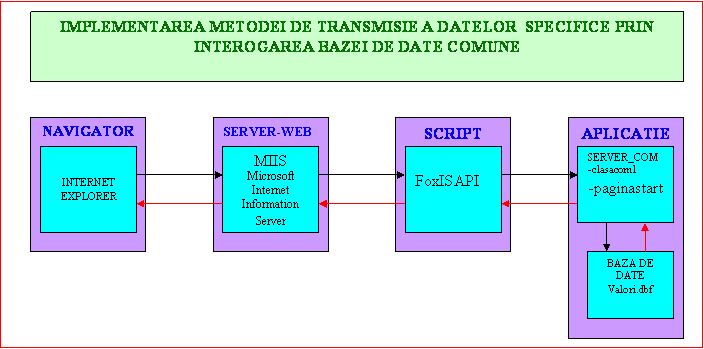 IMPLEMENTAREA METODEI DE TRANSMISIE A DATELOR SPECIFICE PRIN
INTEROGAREA BAZEI DE DATE COMUNE
NAVIGATOR
INTERNET
EXPLORER
SERVER-WEB
MIIS
Microsoft
Internet
Information
Server
SCRIPT
FoxISAPI
APLICATIE
SERVER_COM
-clasacom1
-paginastart
BAZA DE
DATE
Valori.dbf